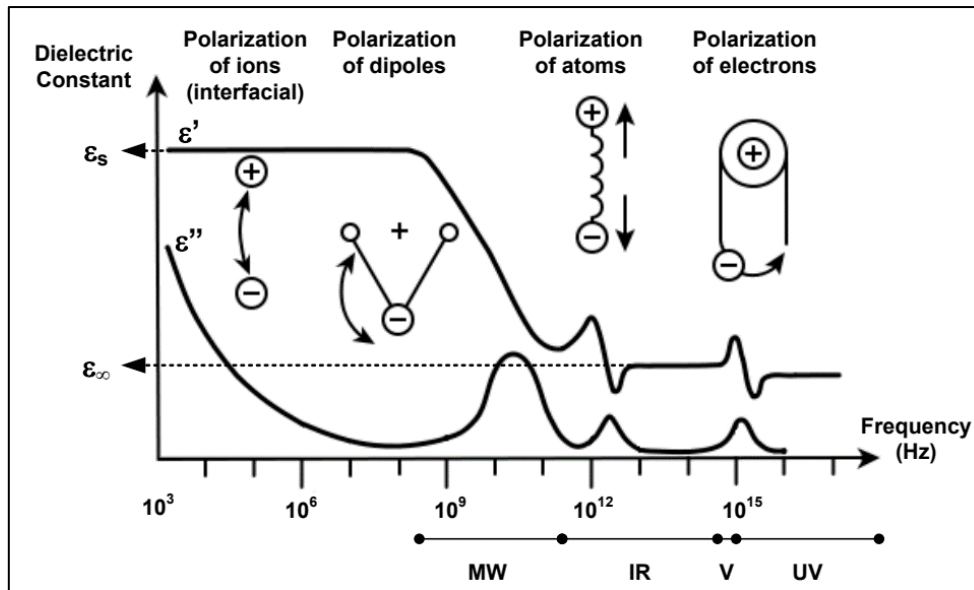 Dielectric
Constant
Polarization
of ions
(interfacial)
Polarization
of dipoles
Polarization
of atoms
Polarization
of electrons
εs
ε'
ε"
ε∞
+
−
+
−
+
−
+
−
Frequency
(Hz)
10³
10⁶
10⁹
10¹²
10¹⁵
MW
IR
V
UV